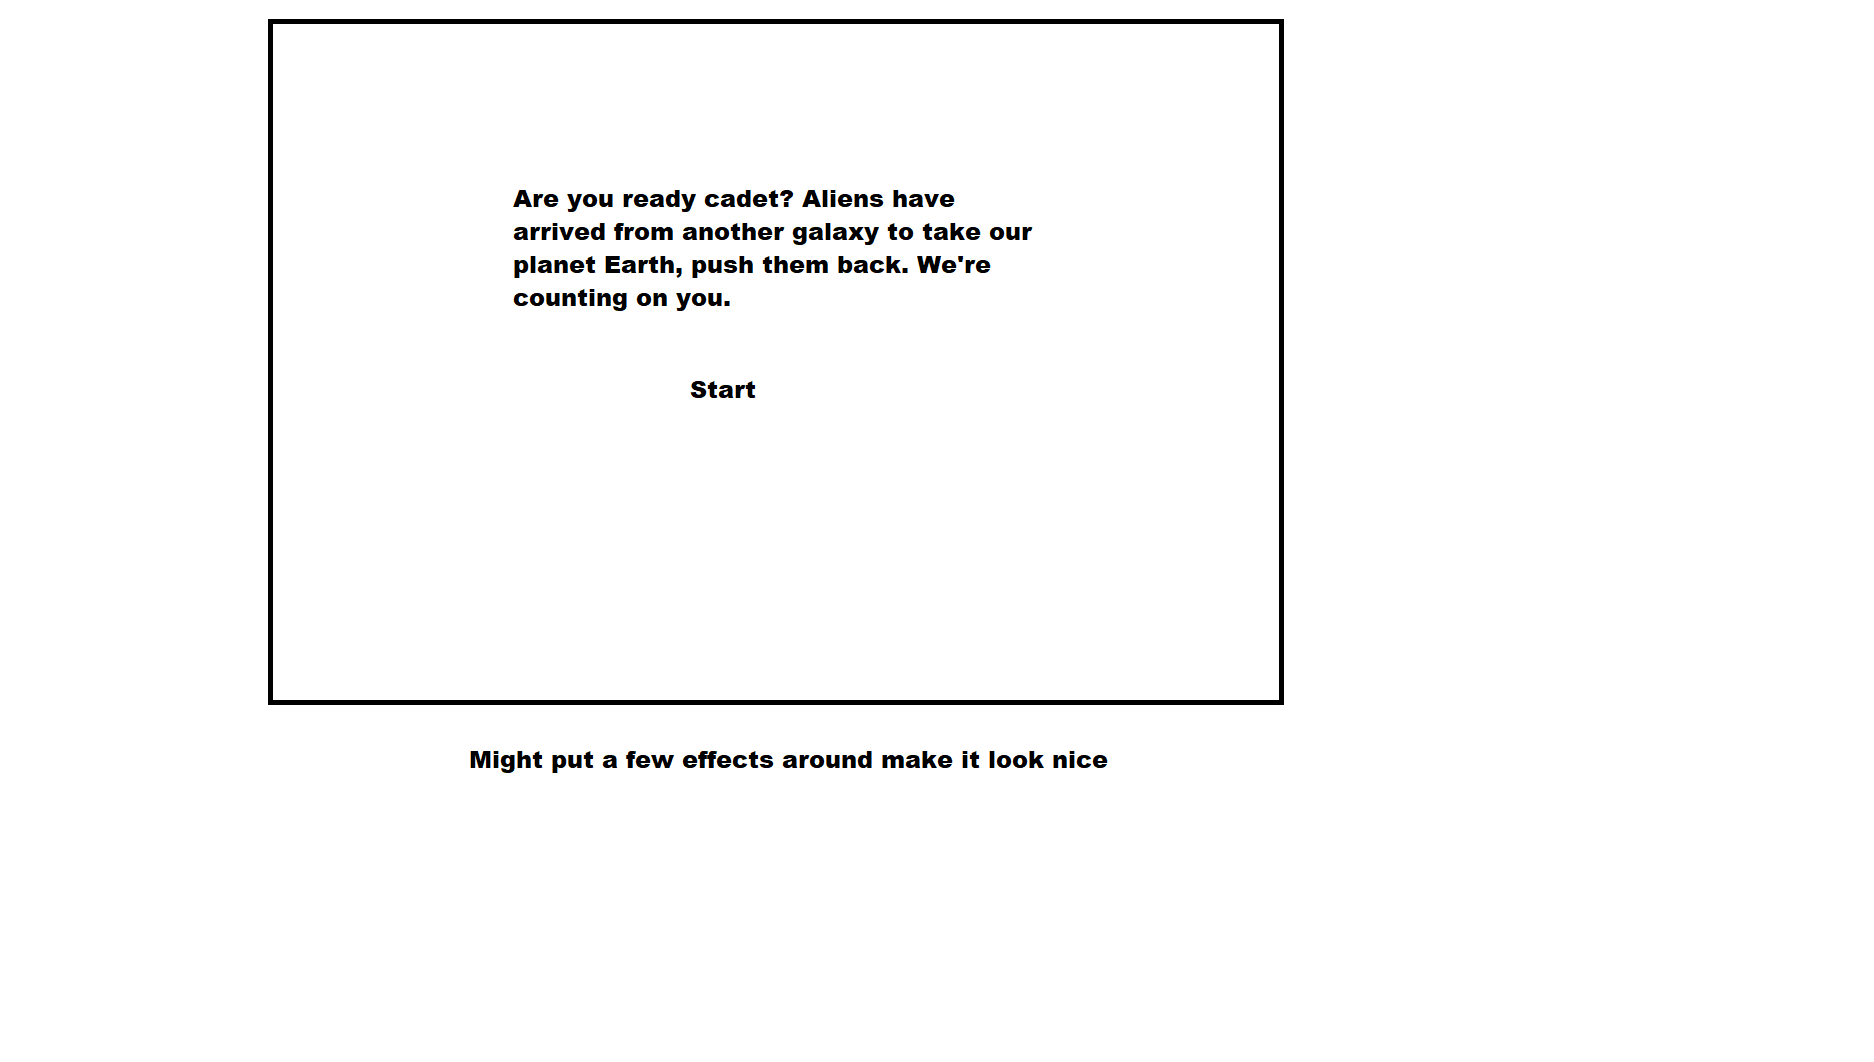 Are you ready cadet? Aliens have
arrived from another galaxy to take our
planet Earth, push them back. We're
counting on you.
Start
Might put a few effects around make it look nice